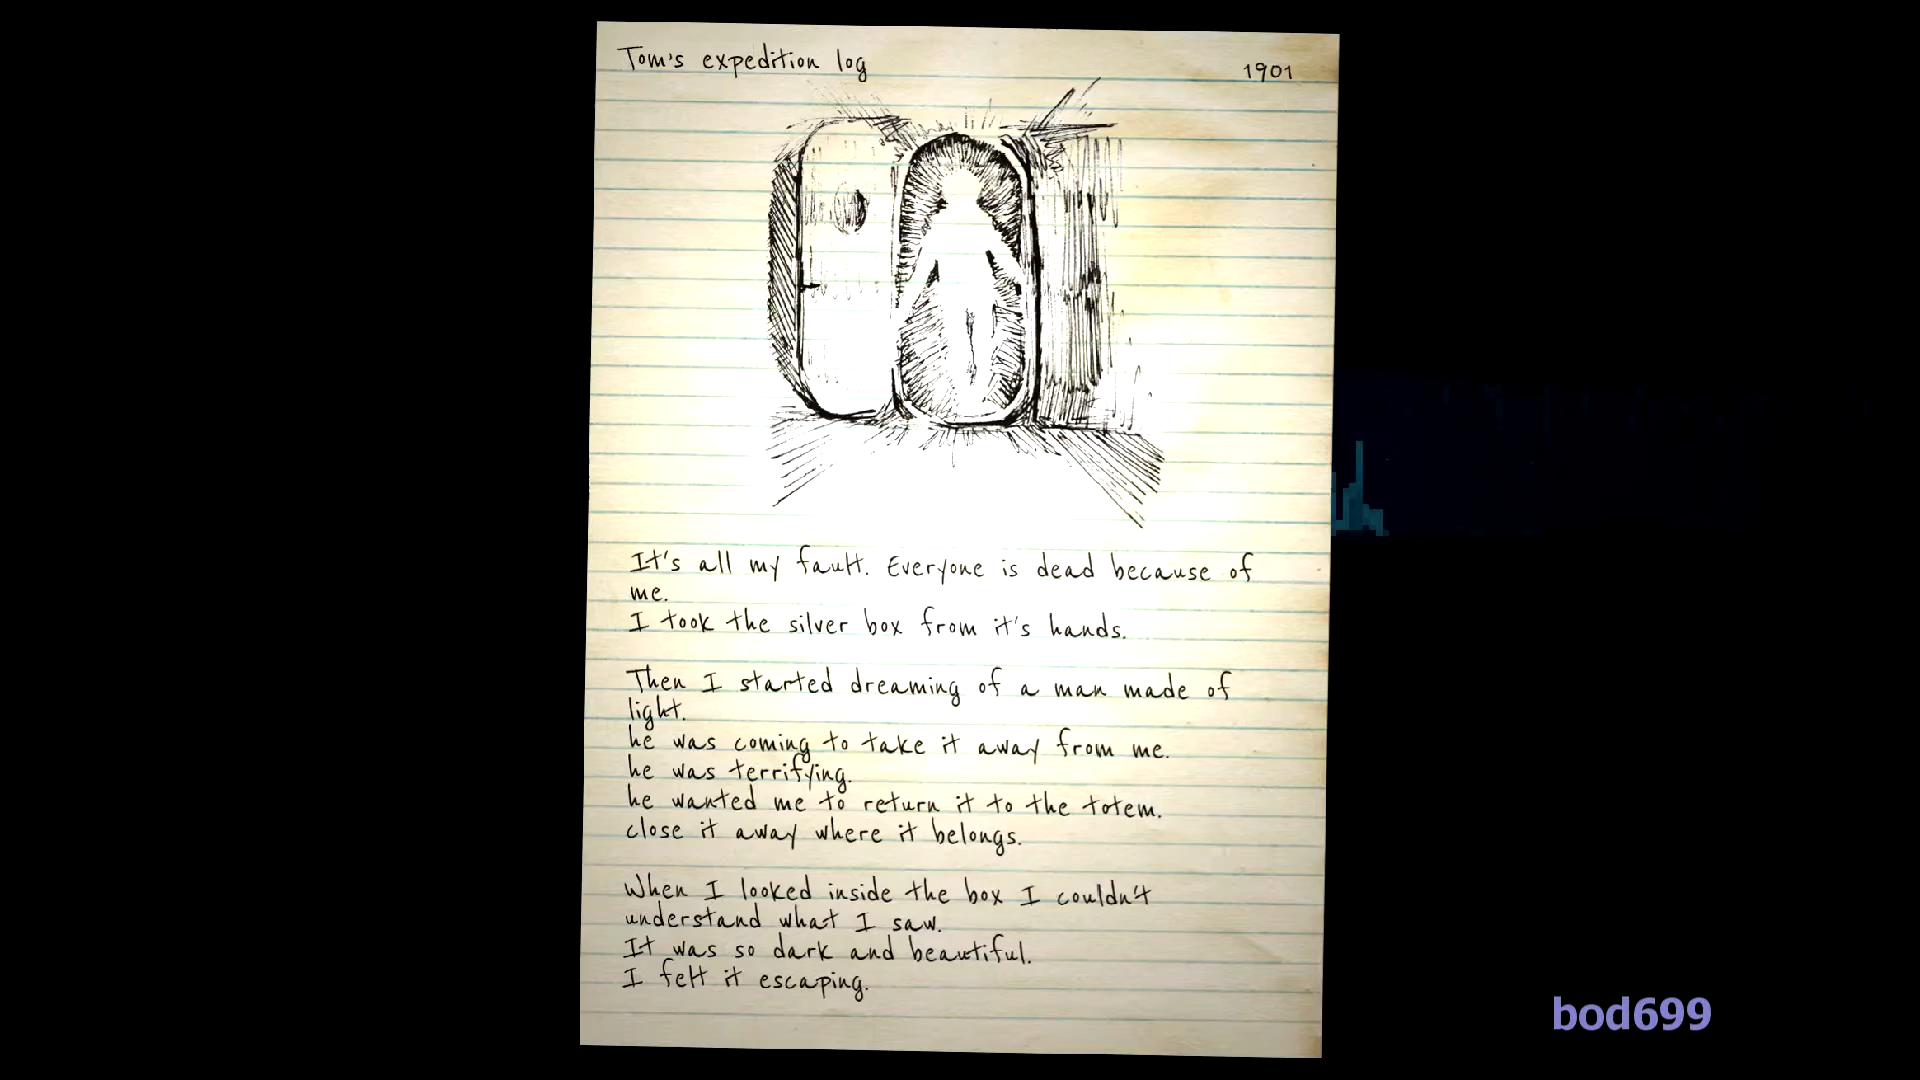 Tom's expedition log
1901
It's all my fault. Everyone is dead because of
me.
I took the silver box from it's hands.
Then I started dreaming of a man made of
light.
he was coming to take it away from me.
he was terrifying.
he wanted me to return it to the totem.
close it away where it belongs.
When I looked inside the box I couldn't
understand what I saw.
It was so dark and beautiful.
I felt it escaping.
bod699